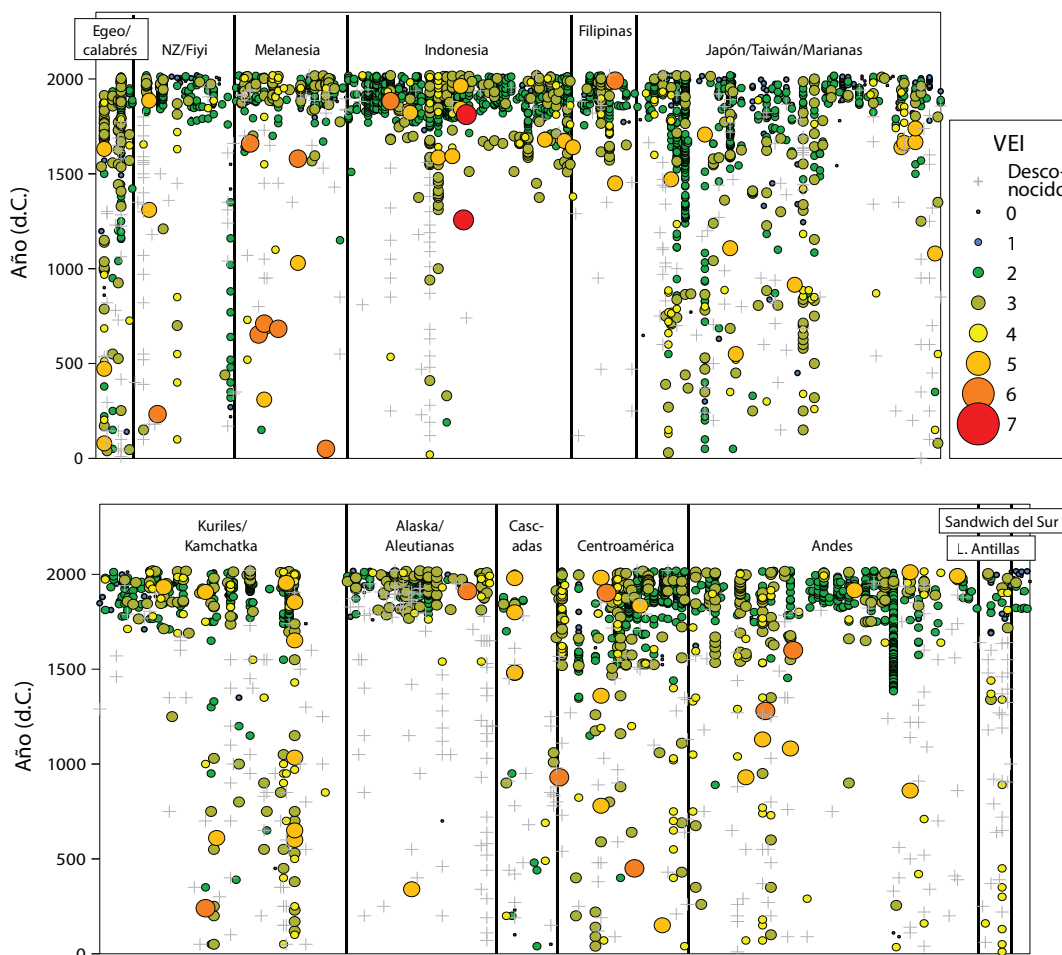 Egeo/
calabrés
NZ/Fiyi
Melanesia
Indonesia
Filipinas
Japón/Taiwán/Marianas
Año (d.C.)
2000
1500
1000
500
0
VEI
Desco-
nocido
0
1
2
3
4
5
6
7
Kuriles/
Kamchatka
Alaska/
Aleutianas
Casc-
adas
Centroamérica
Andes
Sandwich del Sur
L. Antillas
Año (d.C.)
2000
1500
1000
500
0